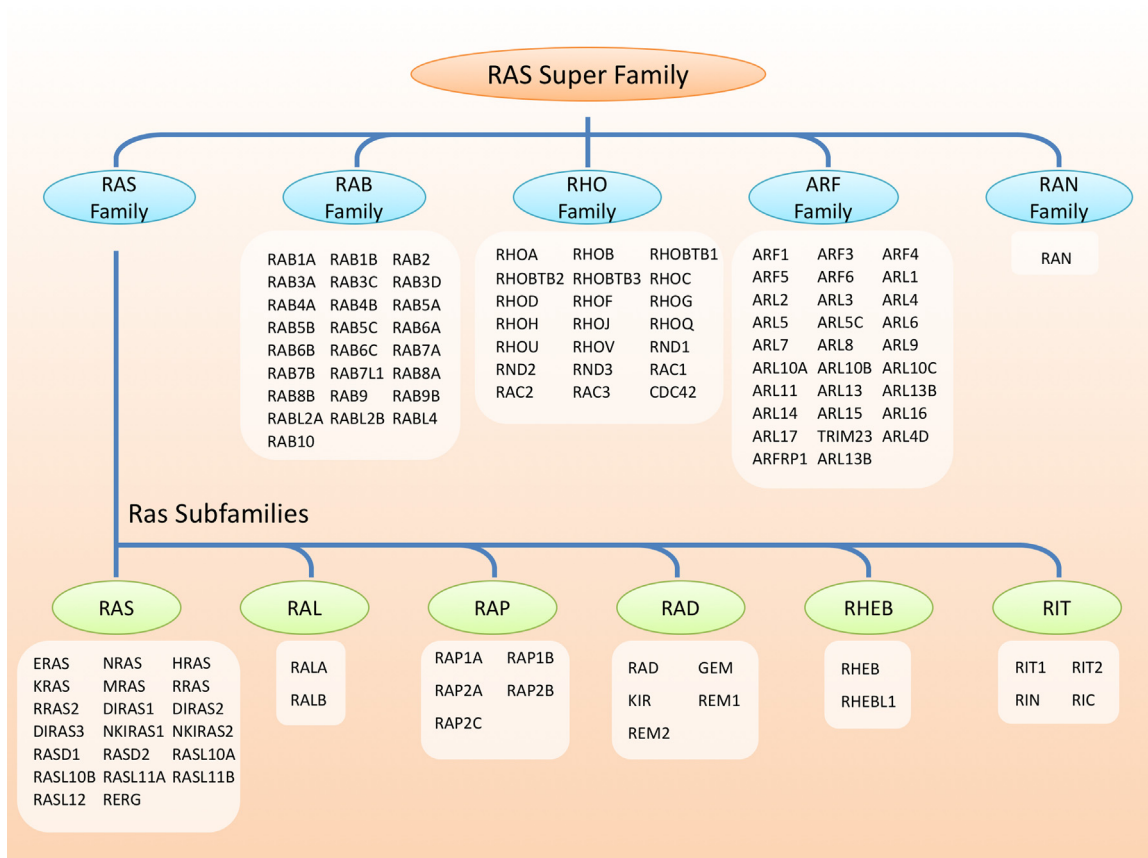 RAS Super Family
RAS
Family
RAB
Family
RHO
Family
ARF
Family
RAN
Family
RAB1A RAB1B RAB2
RAB3A RAB3C RAB3D
RAB4A RAB4B RAB5A
RAB5B RAB5C RAB6A
RAB6B RAB6C RAB7A
RAB7B RAB7L1 RAB8A
RAB8B RAB9 RAB9B
RABL2A RABL2B RABL4
RAB10
RHOA RHOB RHOBTB1
RHOBTB2 RHOBTB3 RHOC
RHOD RHOF RHOG
RHOH RHOJ RHOQ
RHOU RHOV RND1
RND2 RND3 RAC1
RAC2 RAC3 CDC42
ARF1 ARF3 ARF4
ARF5 ARF6 ARL1
ARL2 ARL3 ARL4
ARL5 ARL5C ARL6
ARL7 ARL8 ARL9
ARL10A ARL10B ARL10C
ARL11 ARL13 ARL13B
ARL14 ARL15 ARL16
ARL17 TRIM23 ARL4D
ARFRP1 ARL13B
RAN
Ras Subfamilies
RAS
RAL
RAP
RAD
RHEB
RIT
ERAS NRAS HRAS
KRAS MRAS RRAS
RRAS2 DIRAS1 DIRAS2
DIRAS3 NKIRAS1 NKIRAS2
RASD1 RASD2 RASL10A
RASL10B RASL11A RASL11B
RASL12 RERG
RALA
RALB
RAP1A RAP1B
RAP2A RAP2B
RAP2C
RAD GEM
KIR REM1
REM2
RHEB
RHEBL1
RIT1 RIT2
RIN RIC